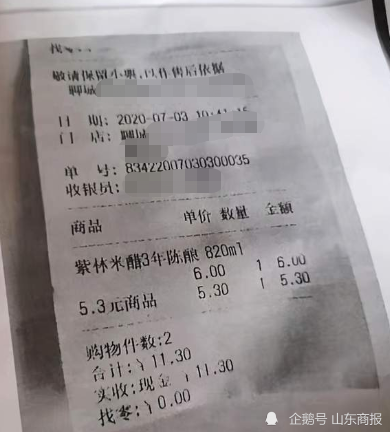 敬请保留小票,以作售后依据
聊城
日 期: 2020-07-03 10:41:15
门 店: 聊城
单 号: 83422007030300035
收银员:
商品 单价 数量 金额
紫林米醋3年陈酿 820ml
6.00 1 6.00
5.3元商品 5.30 1 5.30
购物件数:2
合计:¥11.30
实收:现金 ¥11.30
找零:¥0.00
企鹅号 山东商报